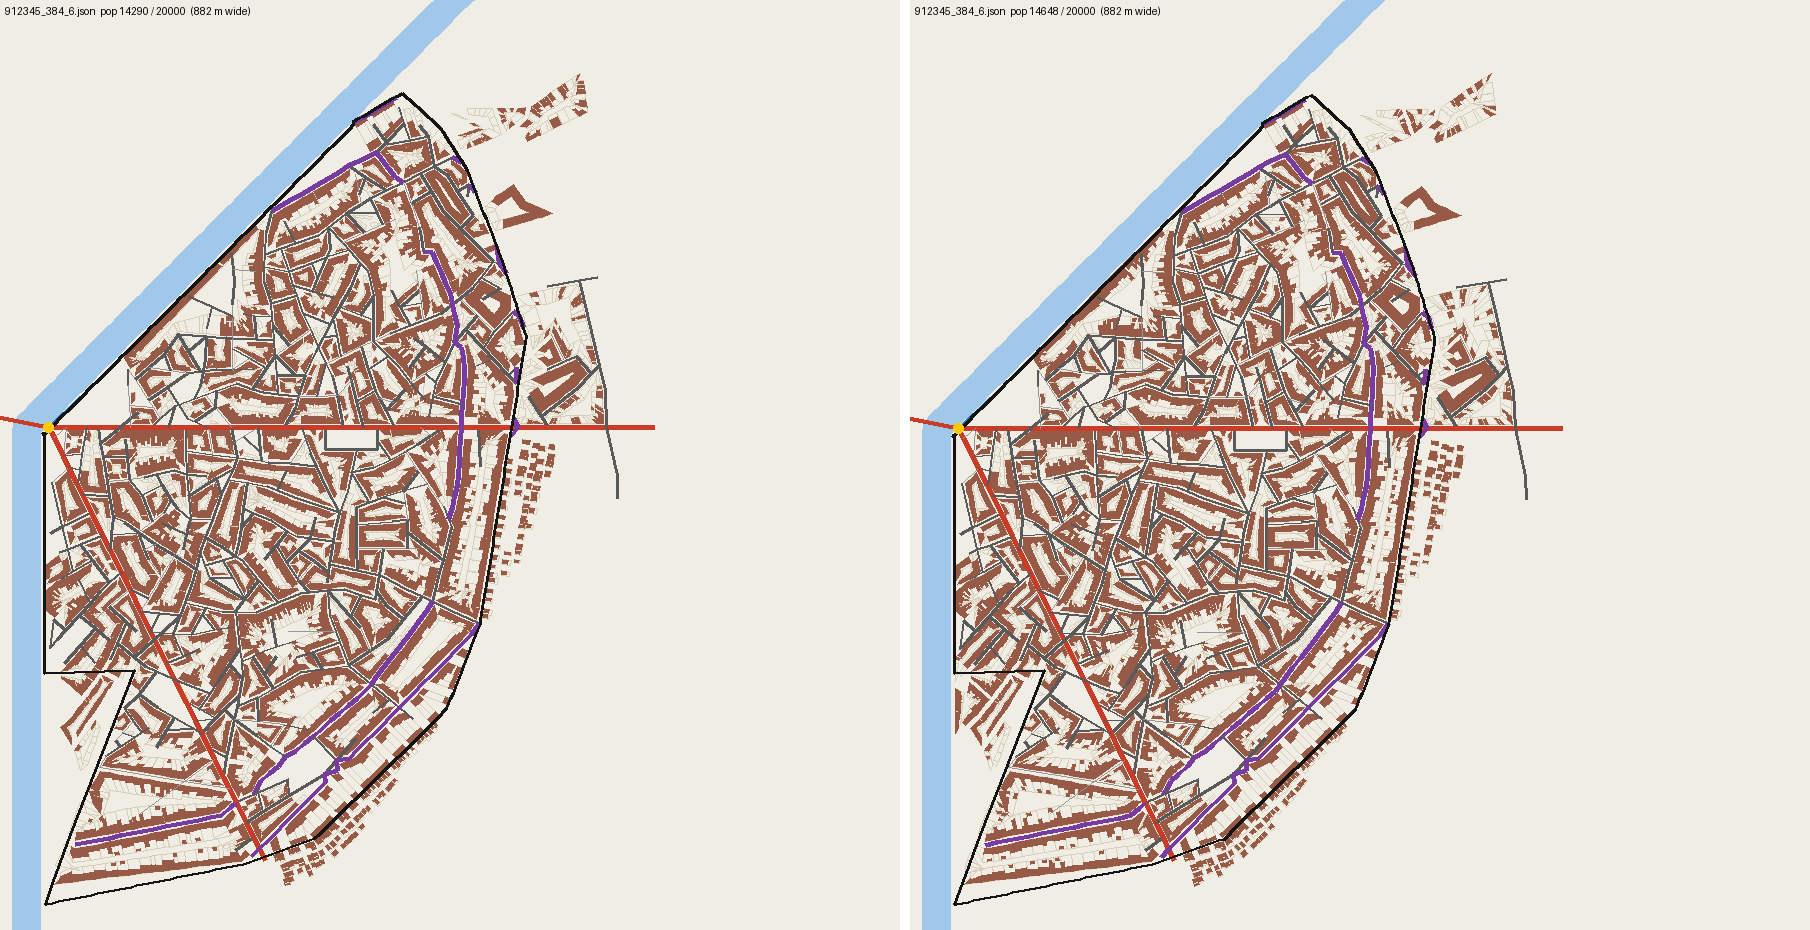 912345_384_6.json pop 14290 / 20000 (882 m wide)
912345_384_6.json pop 14648 / 20000 (882 m wide)